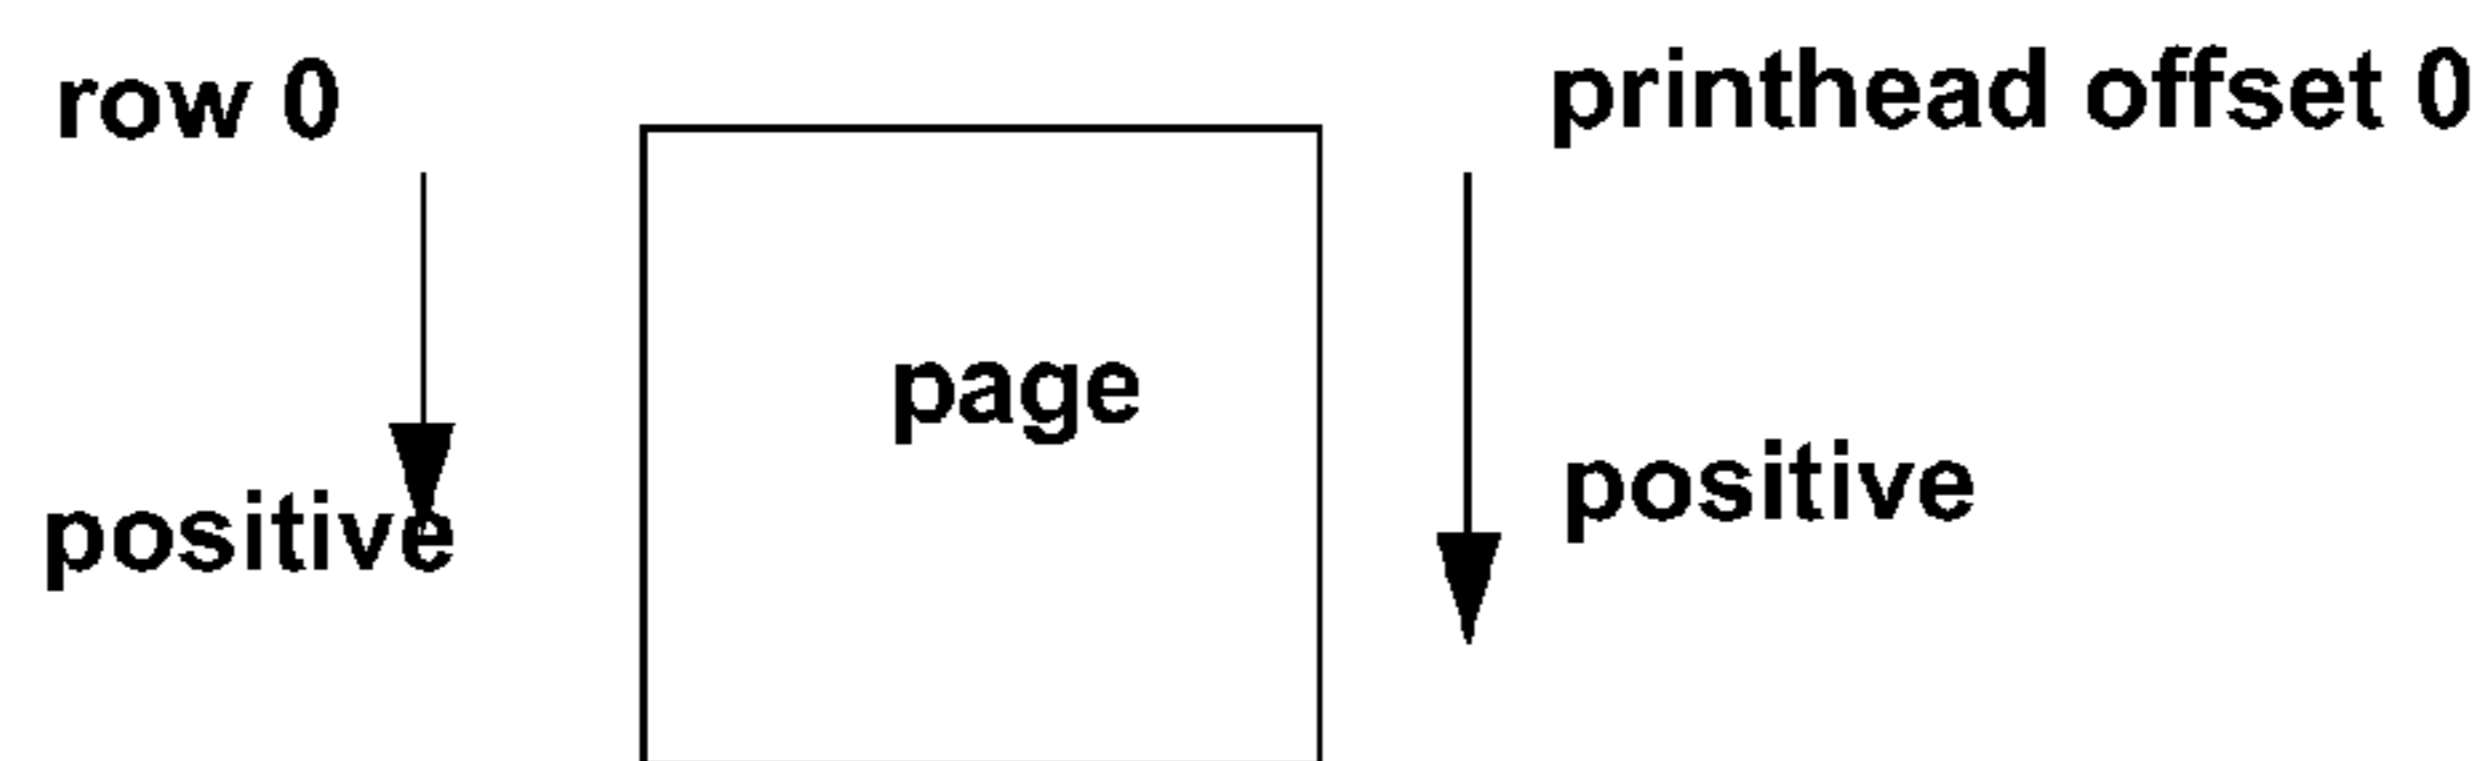 row 0
printhead offset 0
page
positive
positive